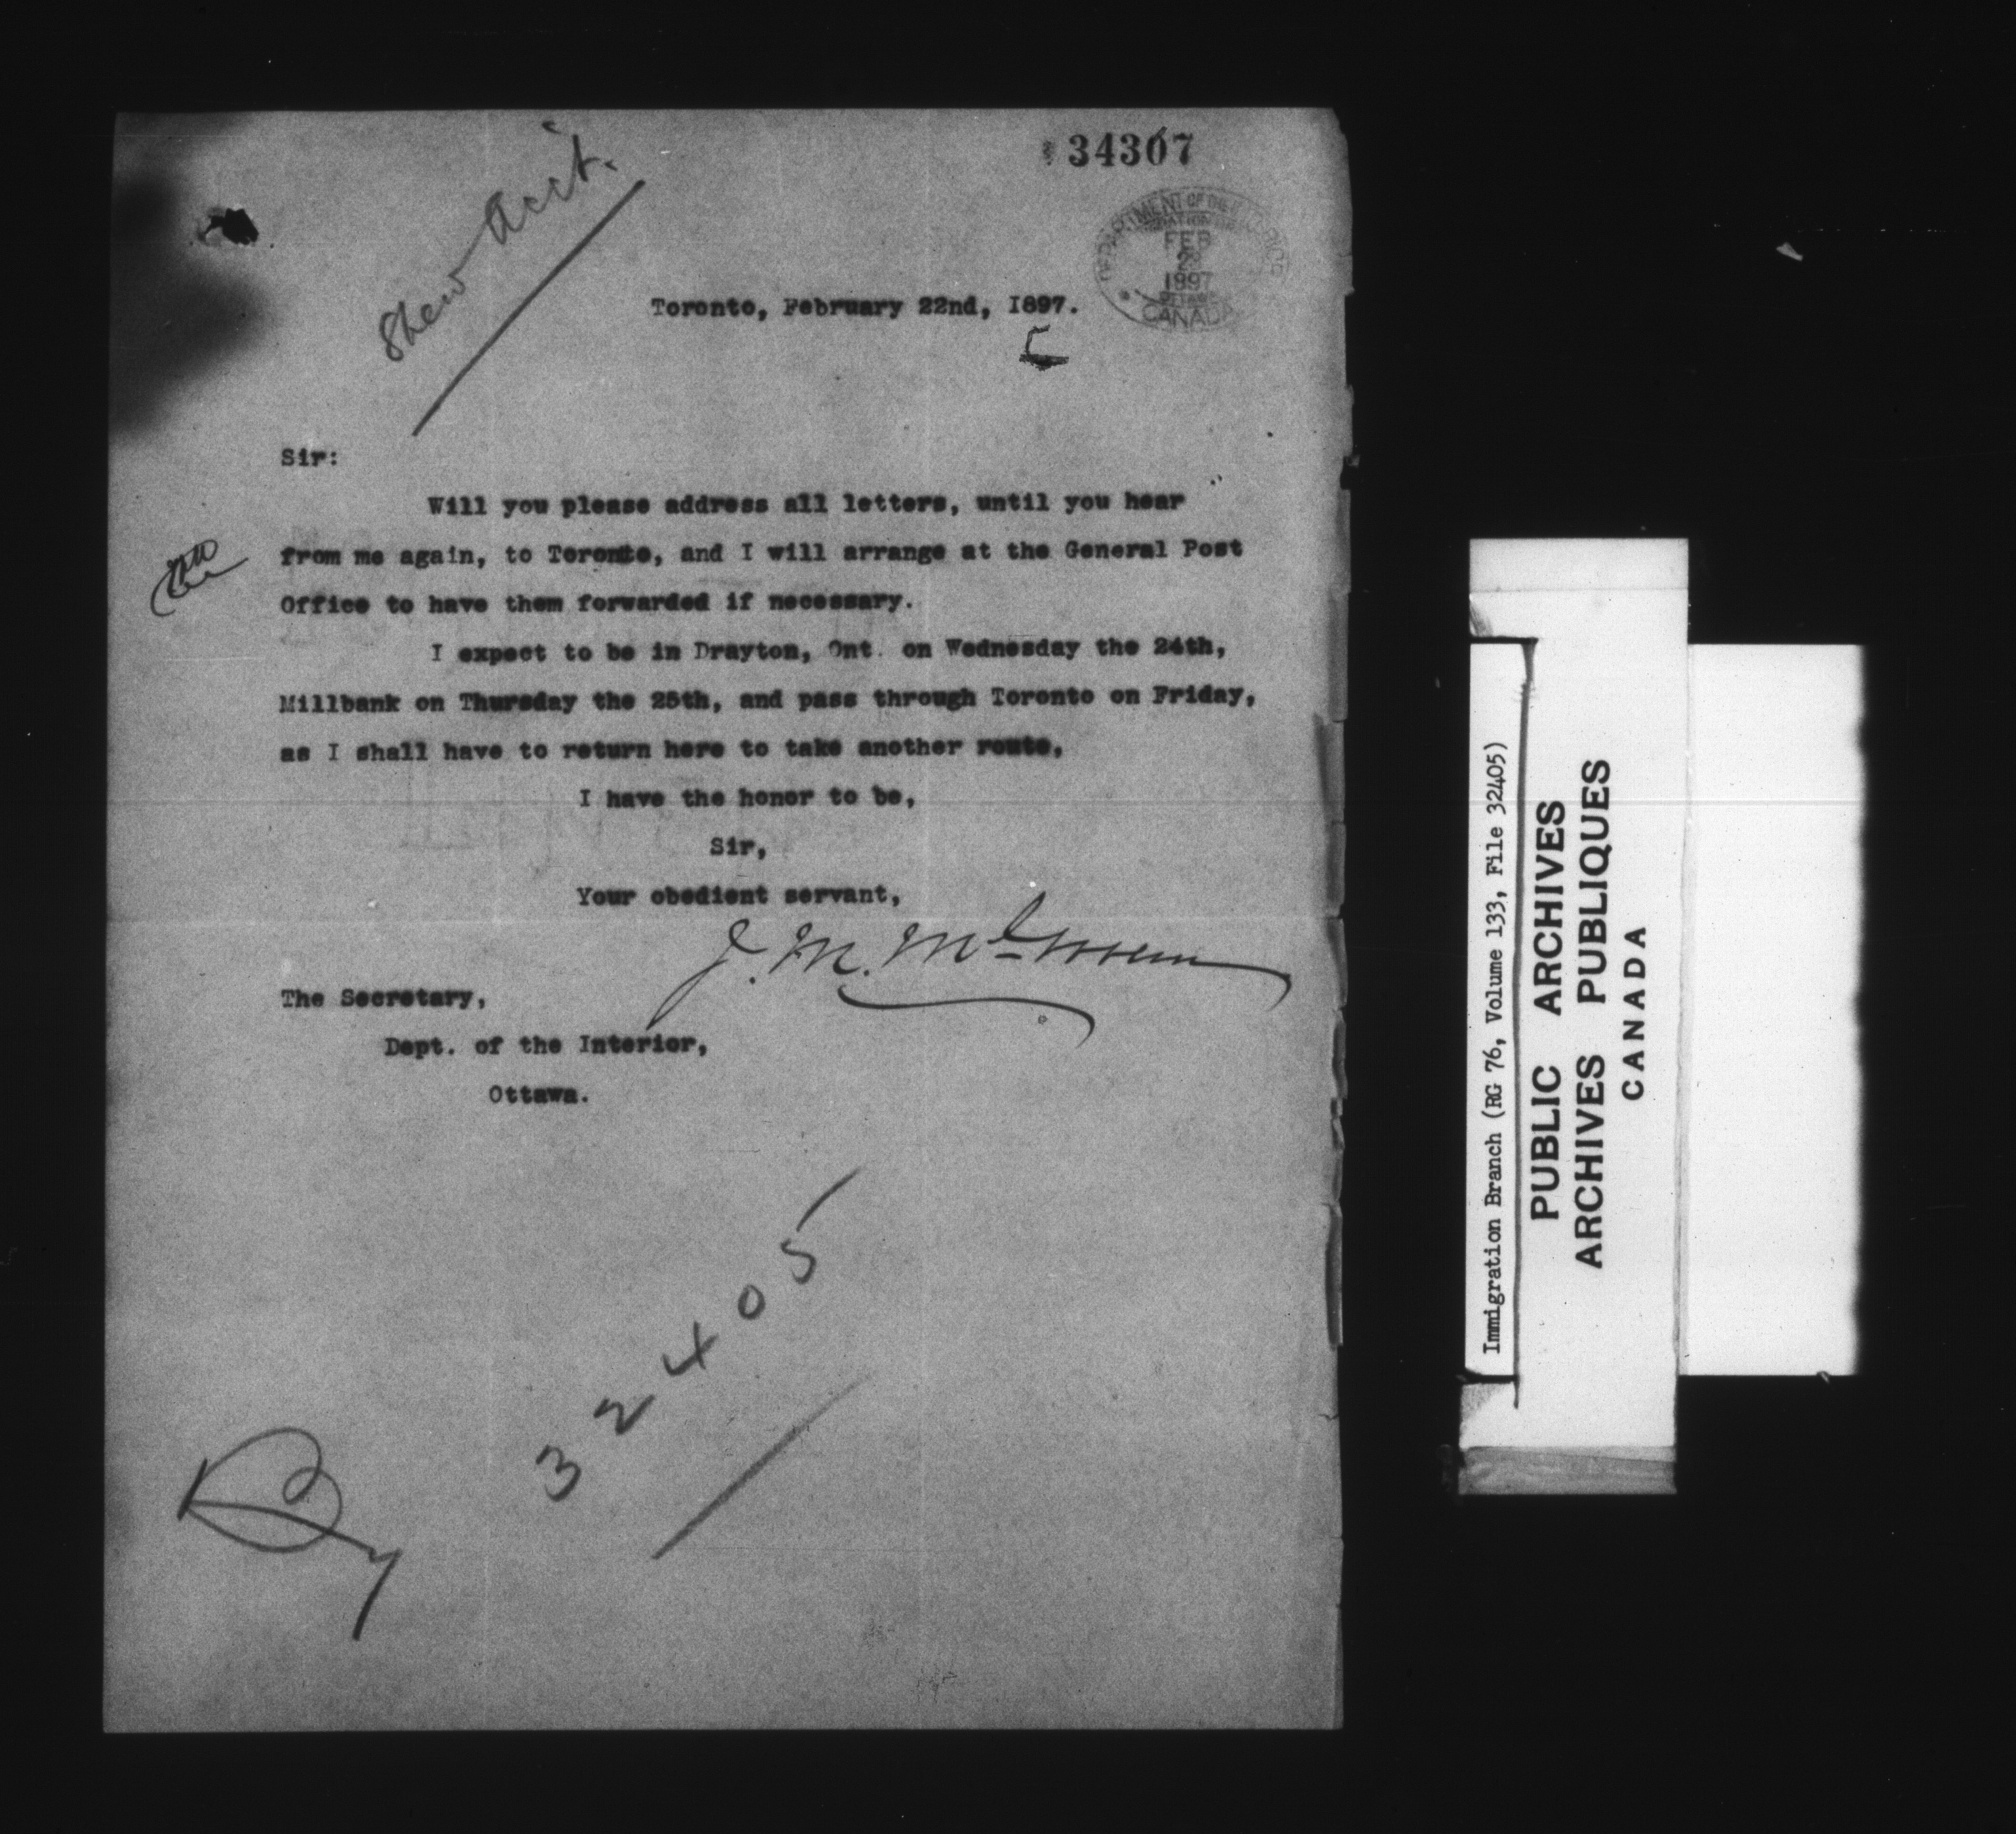 34307
Shew Acct.
DEPARTMENT OF THE INTERIOR
FEB
1897
OTTAWA
CANADA
Toronto, February 22nd, 1897.
Sir:
Will you please address all letters, until you hear
from me again, to Toronto, and I will arrange at the General Post
Office to have them forwarded if necessary.
I expect to be in Drayton, Ont. on Wednesday the 24th,
Millbank on Thursday the 25th, and pass through Toronto on Friday,
as I shall have to return here to take another route,
I have the honor to be,
Sir,
Your obedient servant,
J. M.
The Secretary,
Dept. of the Interior,
Ottawa.
32405
Immigration Branch (RG 76, Volume 133, File 32405)
PUBLIC ARCHIVES
ARCHIVES PUBLIQUES
CANADA